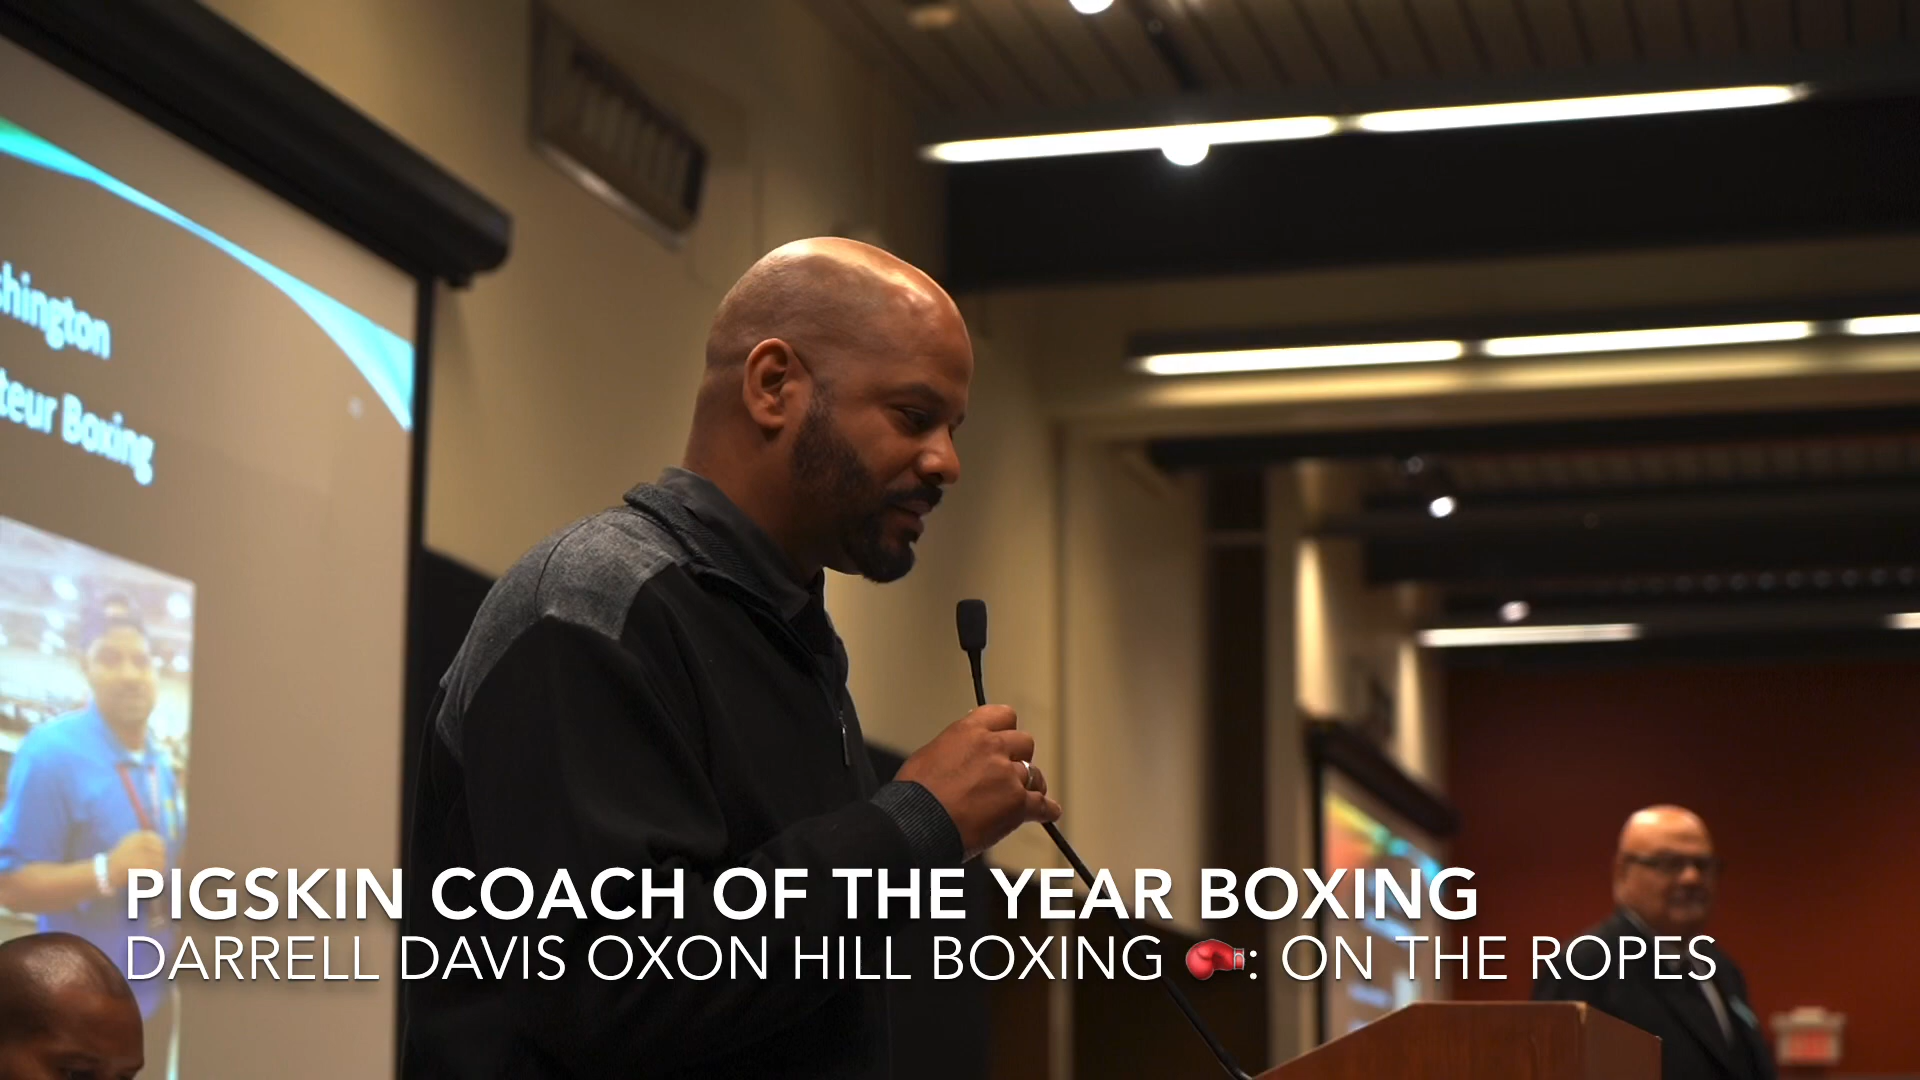 hington
teur Boxing
PIGSKIN COACH OF THE YEAR BOXING
DARRELL DAVIS OXON HILL BOXING 🥊: ON THE ROPES